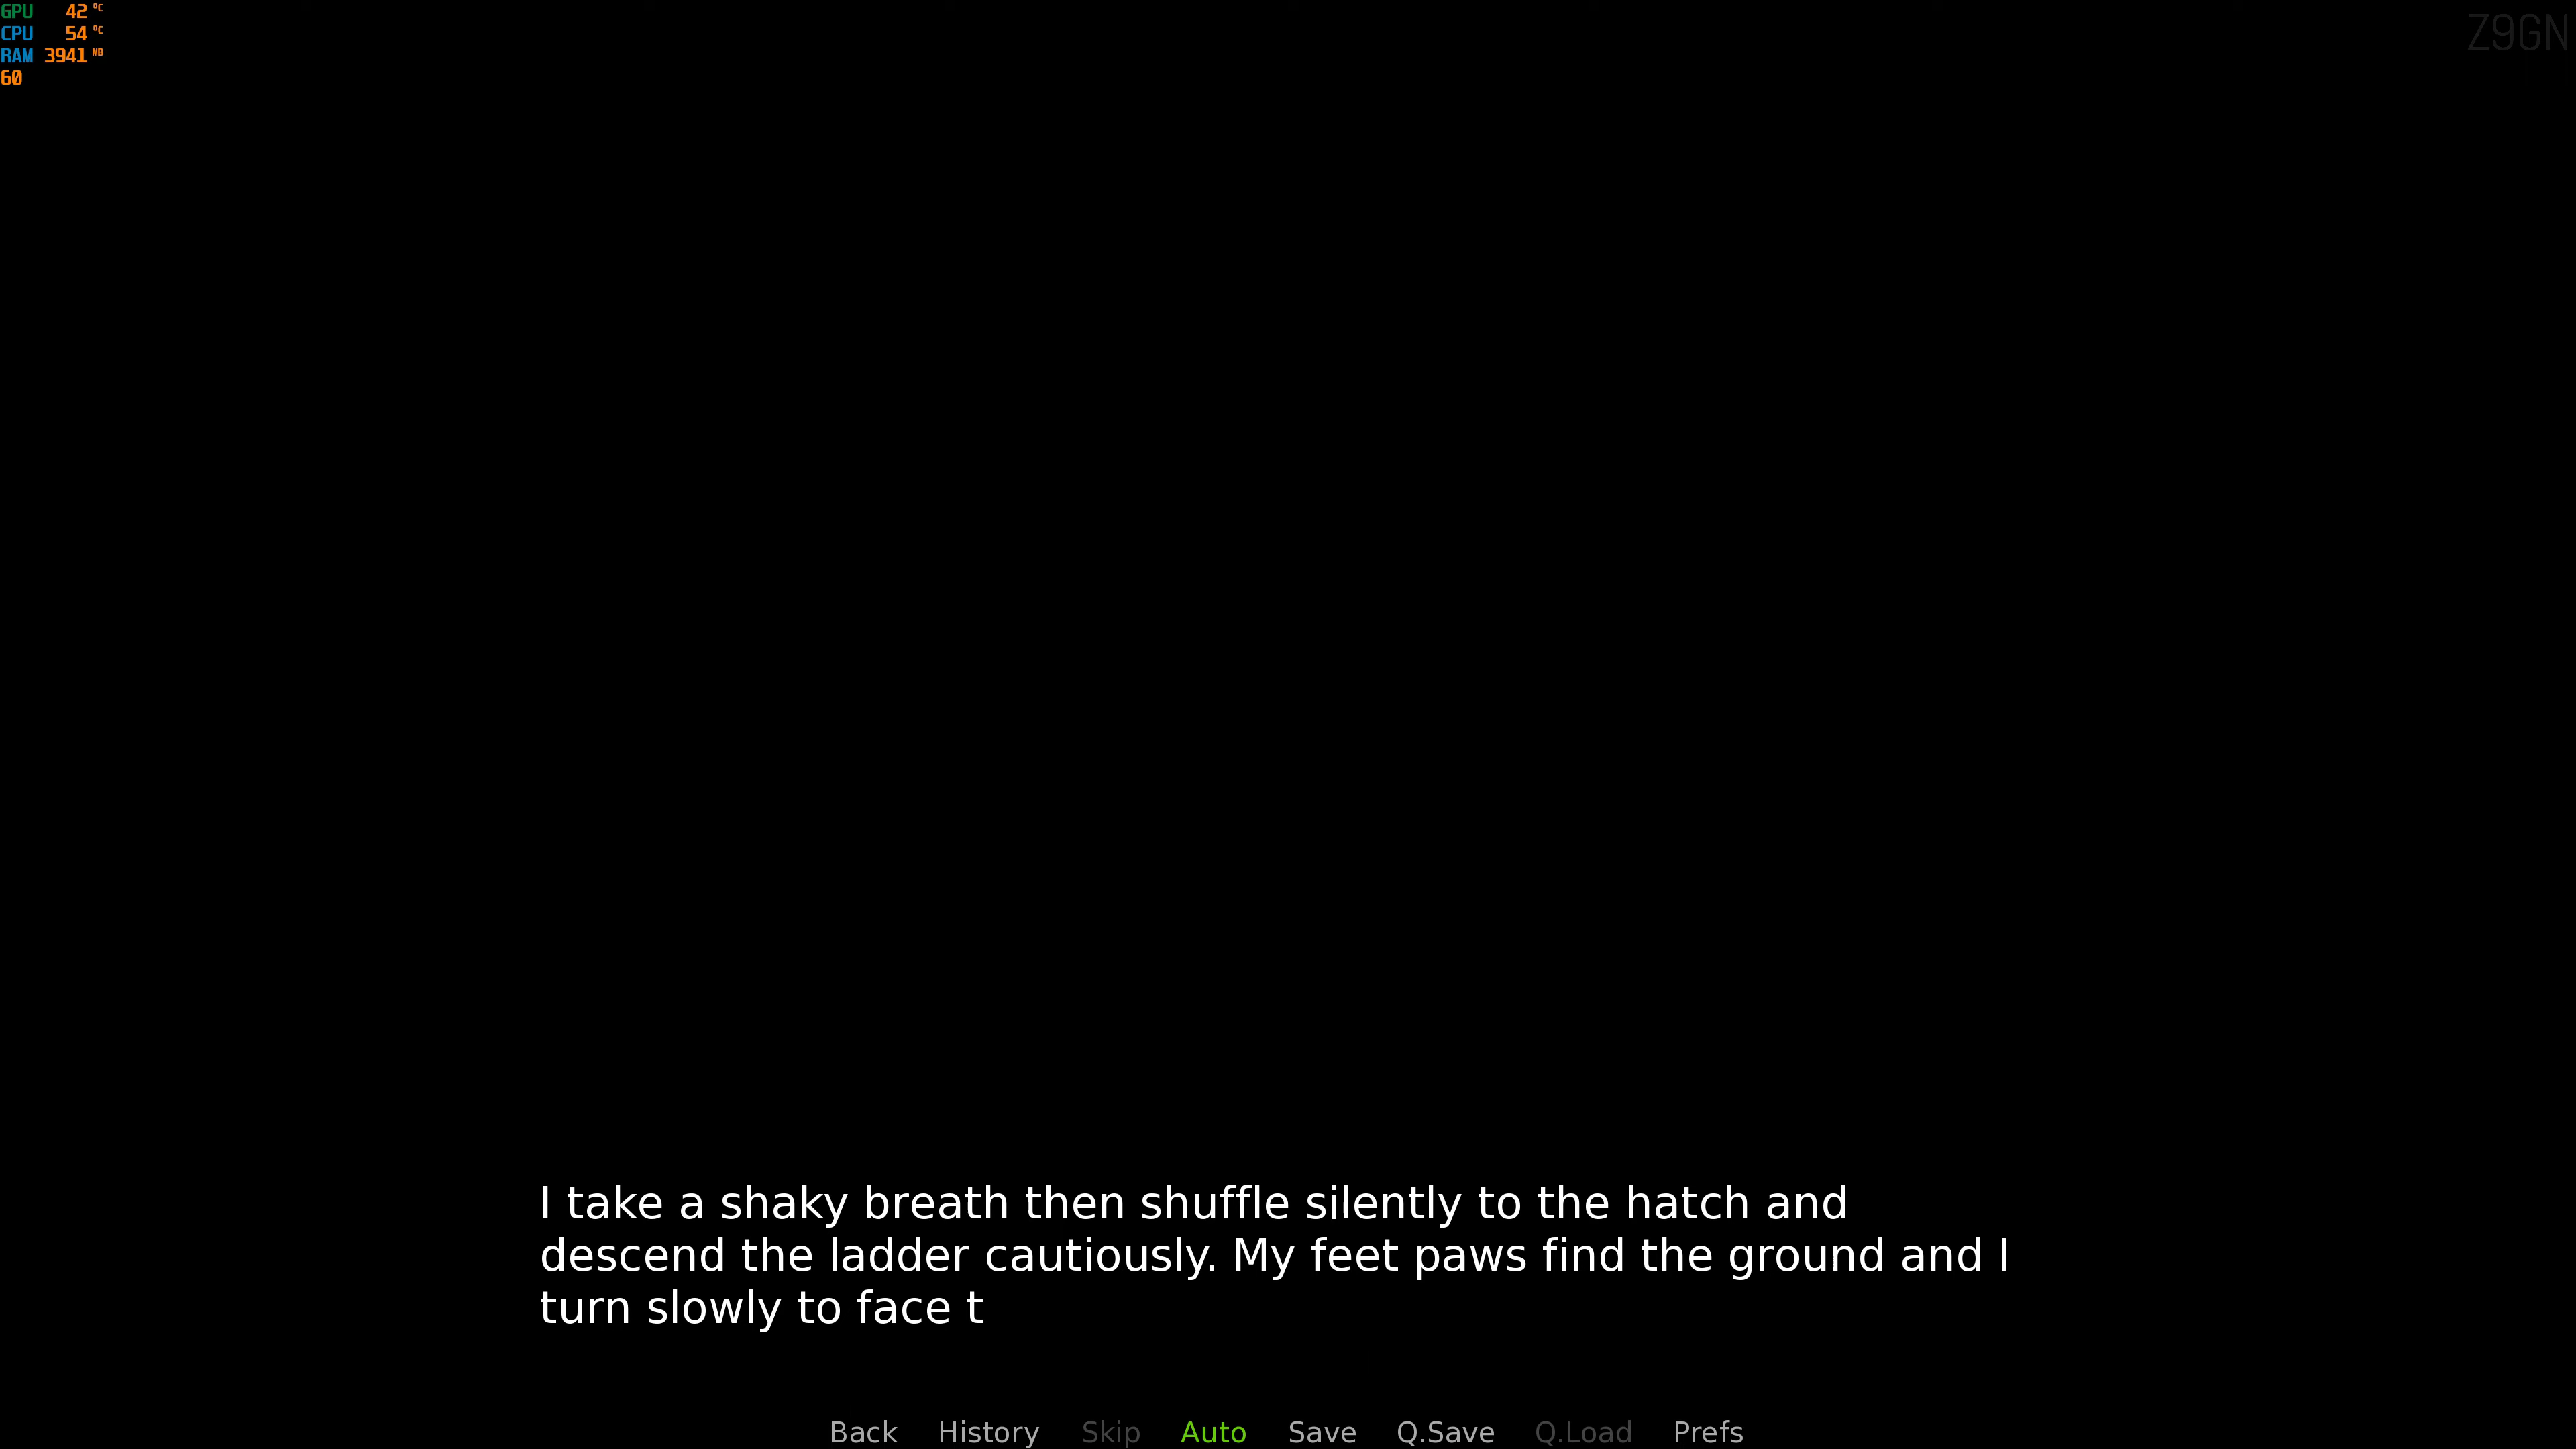 GPU 42 °C
CPU 54 °C
RAM 3941 MB
60
Z9GN
I take a shaky breath then shuffle silently to the hatch and
descend the ladder cautiously. My feet paws find the ground and I
turn slowly to face t
Back History Skip Auto Save Q.Save Q.Load Prefs